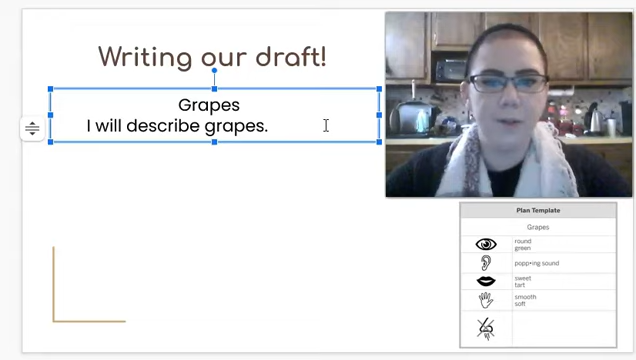 Writing our draft!
Grapes
I will describe grapes.
Plan Template
Grapes
round
green
popp•ing sound
sweet
tart
smooth
soft